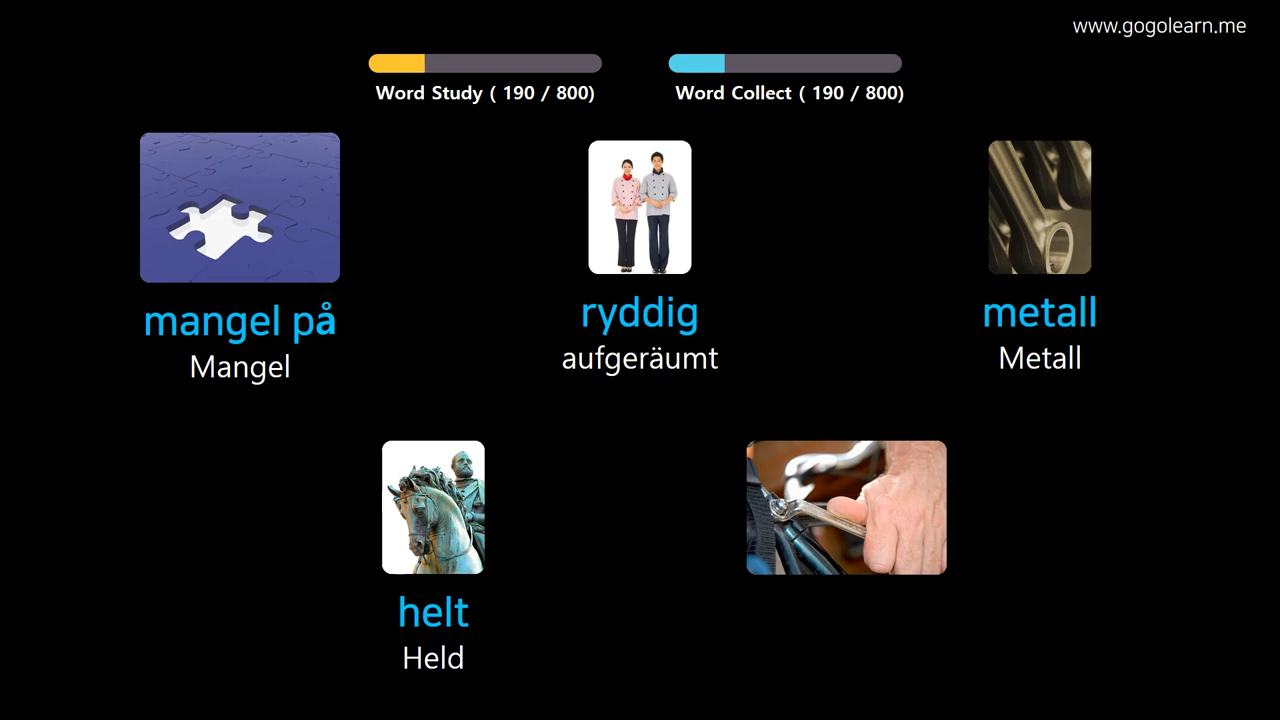 www.gogolearn.me
Word Study ( 190 / 800)
Word Collect ( 190 / 800)
mangel på
Mangel
ryddig
aufgeräumt
metall
Metall
helt
Held